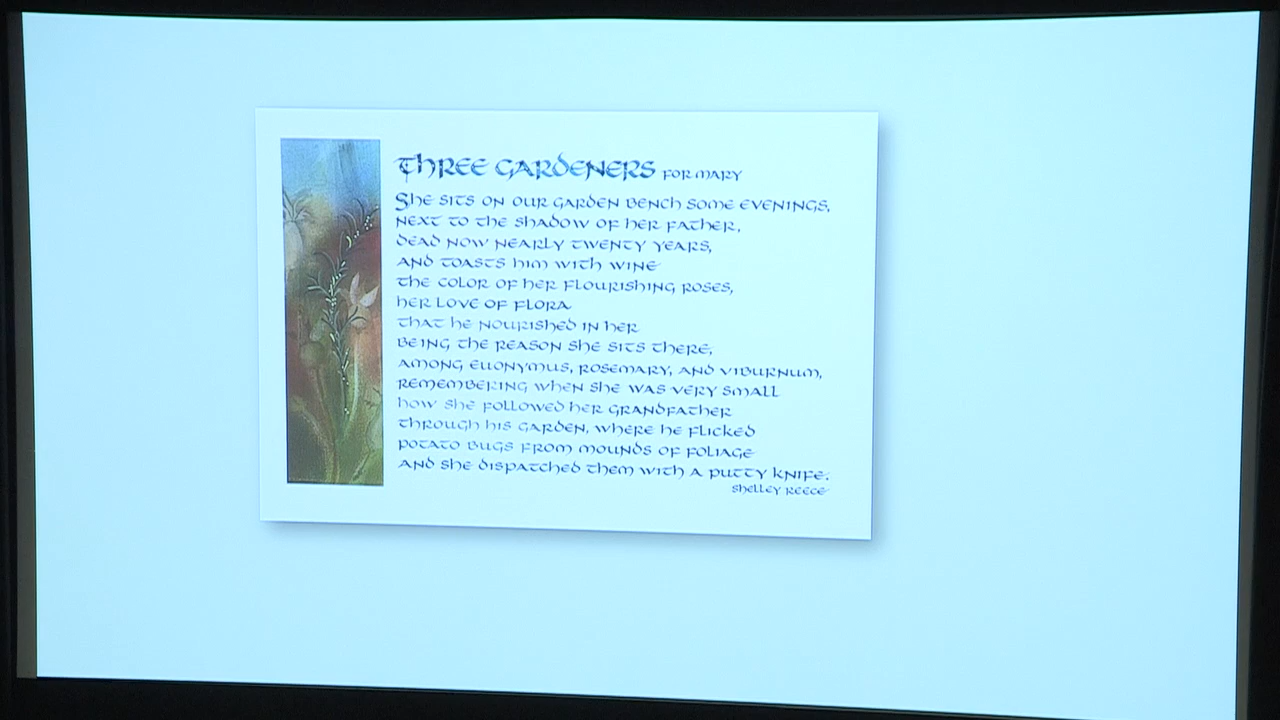 Three Gardeners for Mary
She sits on our garden bench some evenings,
next to the shadow of her father,
dead now nearly twenty years,
and toasts him with wine
the color of her flourishing roses,
her love of flora
that he nourished in her
being the reason she sits there,
among euonymus, rosemary, and viburnum,
remembering when she was very small
how she followed her grandfather
through his garden, where he flicked
potato bugs from mounds of foliage
and she dispatched them with a putty knife.
Shelley Reece